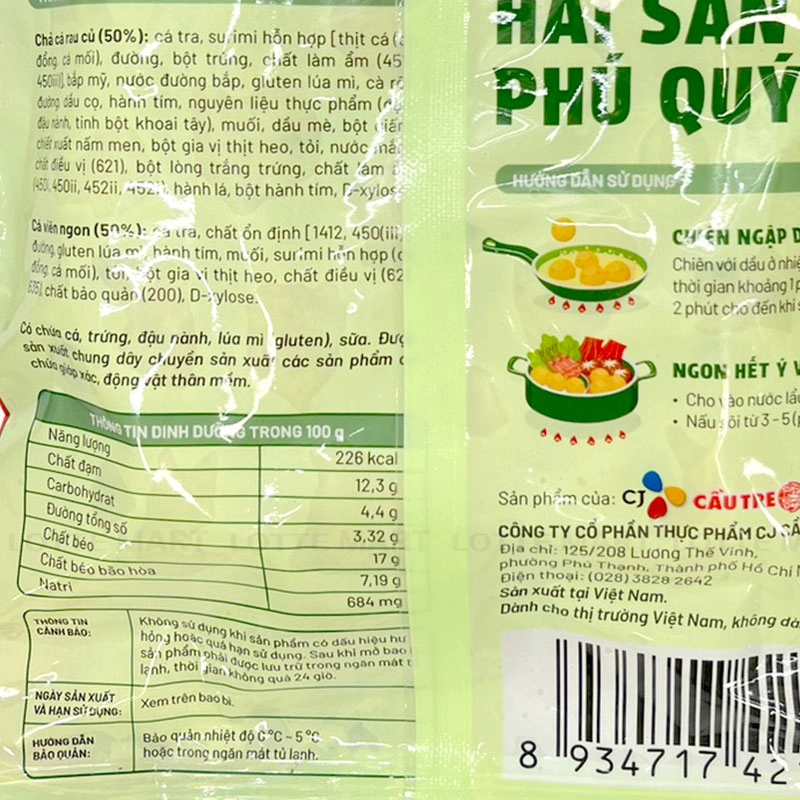 Chả cá rau củ (50%): cá tra, surimi hỗn hợp [thịt cá (
đồng, cá mối), đường, bột trứng, chất làm ẩm (45
450iii)], bắp mỹ, nước đường bắp, gluten lúa mì, cà rố
đường, dầu cọ, hành tím, nguyên liệu thực phẩm
đậu nành, tinh bột khoai tây), muối, dầu mè, bột
chiết xuất nấm men, bột gia vị thịt heo, tỏi, nước mắm
chất điều vị (621), bột lòng trắng trứng, chất làm
(450i, 450ii, 452ii, 452i), hành lá, bột hành tím, D-xylose
Cá viên ngon (50%): cá tra, chất ổn định [1412, 450(iii)
đường, gluten lúa mì, hành tím, muối, surimi hỗn hợp (
đồng, cá mối), tỏi, bột gia vị thịt heo, chất điều vị (62
635), chất bảo quản (200), D-xylose.
Có chứa cá, trứng, đậu nành, lúa mì (gluten), sữa. Đượ
sản xuất chung dây chuyền sản xuất các sản phẩm
chứa giáp xác, động vật thân mềm.
THÔNG TIN DINH DƯỠNG TRONG 100 g
Năng lượng 226 kcal
Chất đạm 12,3 g
Carbohydrat 4,4 g
Đường tổng số 3,32 g
Chất béo 17 g
Chất béo bão hòa 7,19 g
Natri 684 mg
THÔNG TIN CẢNH BÁO:
Không sử dụng khi sản phẩm có dấu hiệu hư
hỏng hoặc quá hạn sử dụng. Sau khi mở bao
sản phẩm phải được lưu trữ trong ngăn mát t
lạnh, thời gian không quá 24 giờ.
NGÀY SẢN XUẤT
VÀ HẠN SỬ DỤNG:
Xem trên bao bì.
HƯỚNG DẪN
BẢO QUẢN:
Bảo quản nhiệt độ 0 °C ~ 5 °C
hoặc trong ngăn mát tủ lạnh.
HẢI SẢN
PHÚ QUÝ
HƯỚNG DẪN SỬ DỤNG
CHIÊN NGẬP D
Chiên với dầu ở nhiệ
thời gian khoảng 1 p
2 phút cho đến khi s
NGON HẾT Ý V
• Cho vào nước lẩu
• Nấu sôi từ 3-5 (p
Sản phẩm của: CJ CẦU TRE
CÔNG TY CỔ PHẦN THỰC PHẨM CJ CẦ
Địa chỉ: 125/208 Lương Thế Vinh,
phường Phú Thạnh, Thành phố Hồ Chí M
Điện thoại: (028) 3828 2642
Sản xuất tại Việt Nam.
Dành cho thị trường Việt Nam, không dà
8 934717 42
LOTTE MART LOTTE MART LOTTE